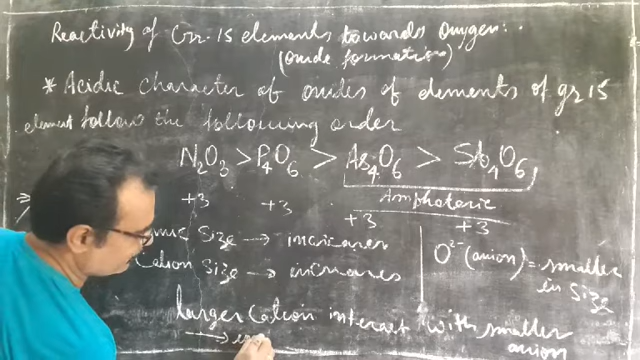 Reactivity of Gr. 15 elements towards Oxygen:..
(oxide formation)
* Acidic character of oxides of elements of gr 15
element follow the following order
N₂O₃ > P₄O₆ > As₄O₆ > Sb₄O₆
Amphoteric
+3 +3 +3 +3
Size → increases
Cation Size → increases
O²⁻(anion) = smaller
in Size
larger Cation interact with smaller
anion
→